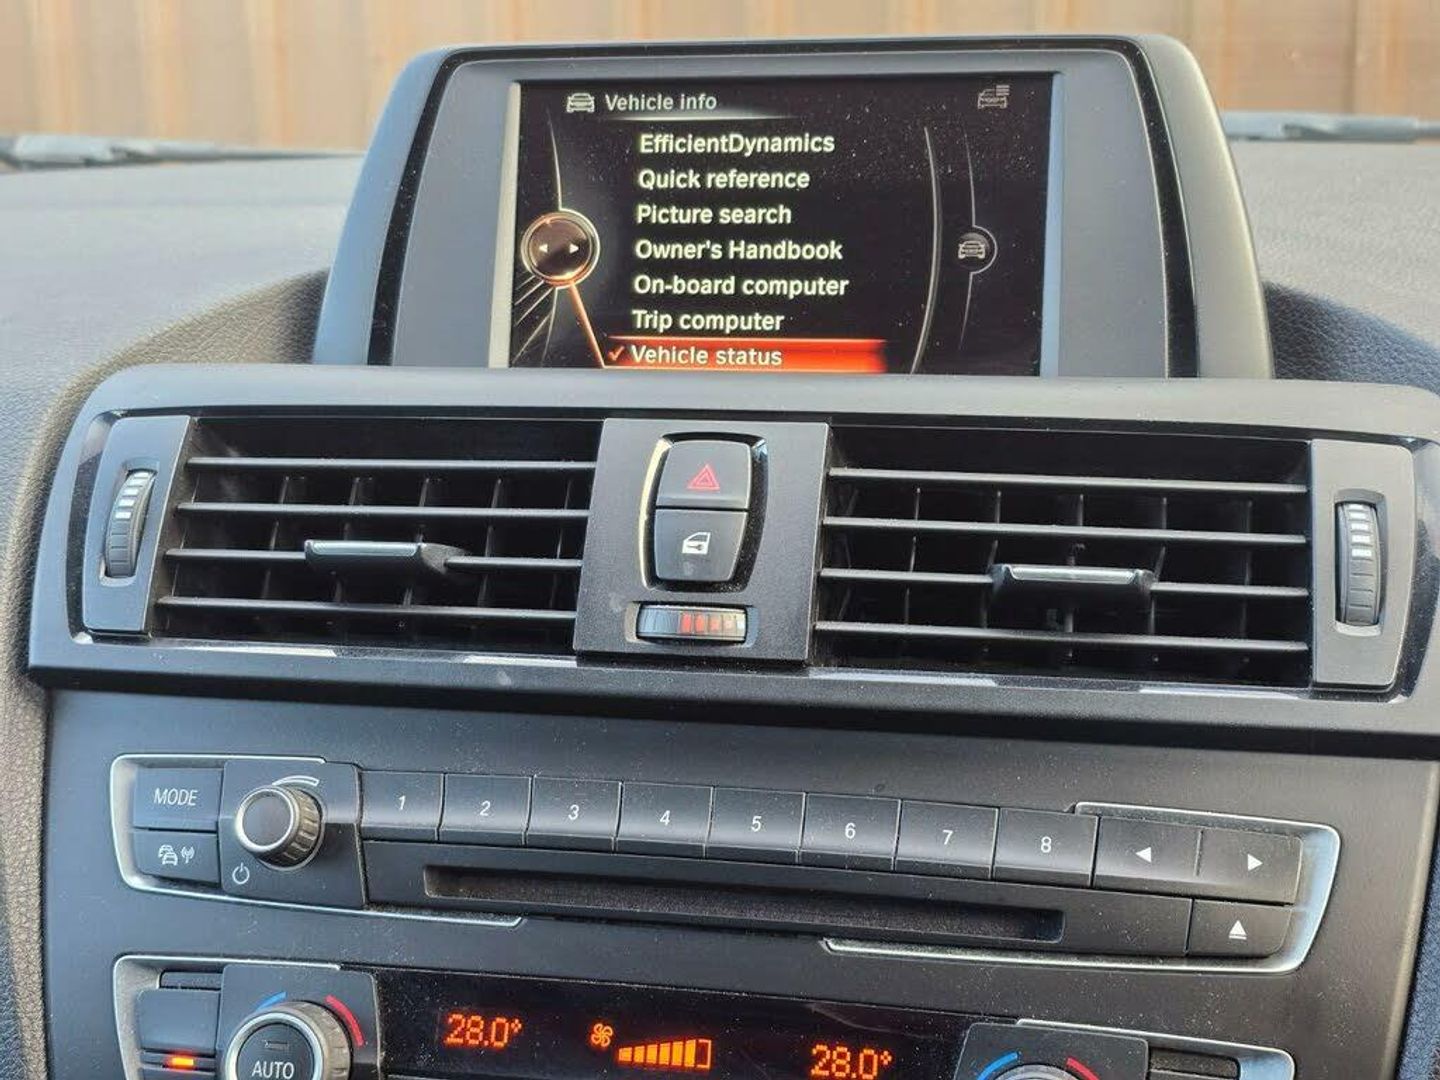 Vehicle info
EfficientDynamics
Quick reference
Picture search
Owner's Handbook
On-board computer
Trip computer
✓ Vehicle status
MODE
1 2 3 4 5 6 7 8
AUTO
28.0°
28.0°